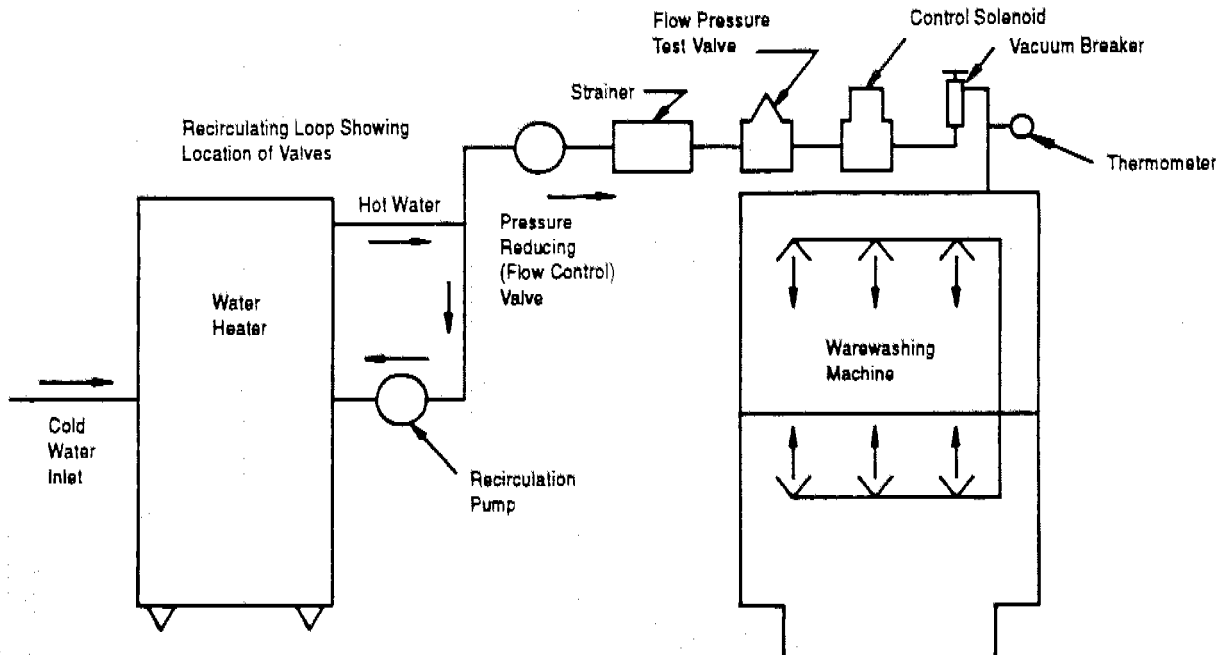 Flow Pressure
Test Valve
Control Solenoid
Vacuum Breaker
Strainer
Recirculating Loop Showing
Location of Valves
Thermometer
Hot Water
Pressure
Reducing
(Flow Control)
Valve
Water
Heater
Warewashing
Machine
Cold
Water
Inlet
Recirculation
Pump